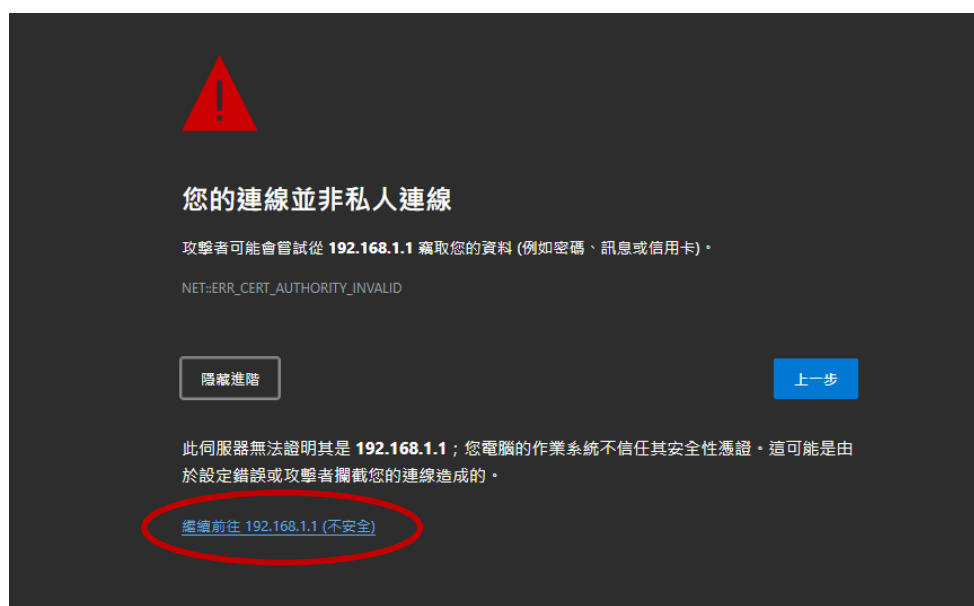 您的連線並非私人連線
攻擊者可能會嘗試從 192.168.1.1 竊取您的資料 (例如密碼、訊息或信用卡)。
NET::ERR_CERT_AUTHORITY_INVALID
隱藏進階
上一步
此伺服器無法證明其是 192.168.1.1；您電腦的作業系統不信任其安全性憑證。這可能是由
於設定錯誤或攻擊者攔截您的連線造成的。
繼續前往 192.168.1.1 (不安全)